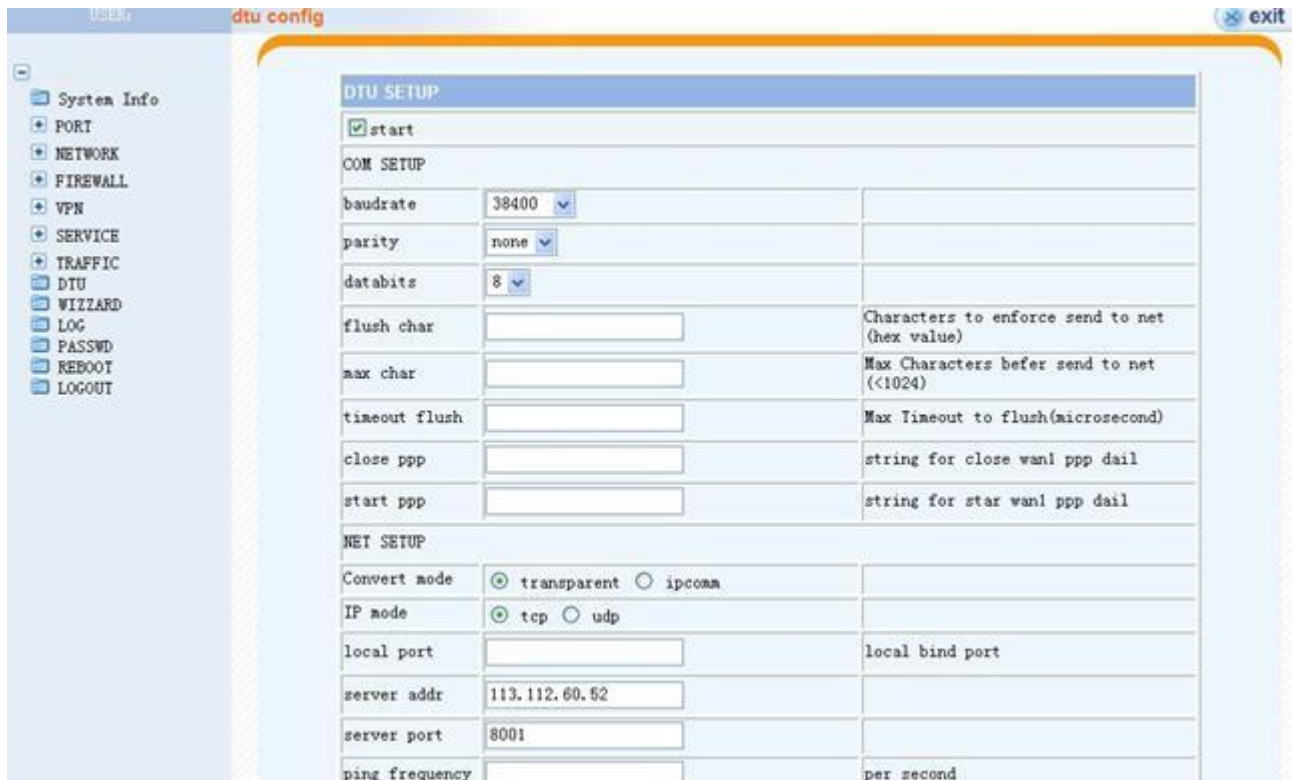 USER:
dtu config
exit
System Info
PORT
NETWORK
FIREWALL
VPN
SERVICE
TRAFFIC
DTU
WIZZARD
LOG
PASSWD
REBOOT
LOGOUT
DTU SETUP
start
COM SETUP
baudrate 38400
parity none
databits 8
flush char Characters to enforce send to net
(hex value)
max char Max Characters befer send to net
(<1024)
timeout flush Max Timeout to flush(microsecond)
close ppp string for close wan1 ppp dail
start ppp string for star wan1 ppp dail
NET SETUP
Convert mode transparent ipcomm
IP mode tcp udp
local port local bind port
server addr 113.112.60.52
server port 8001
ping frequency per second